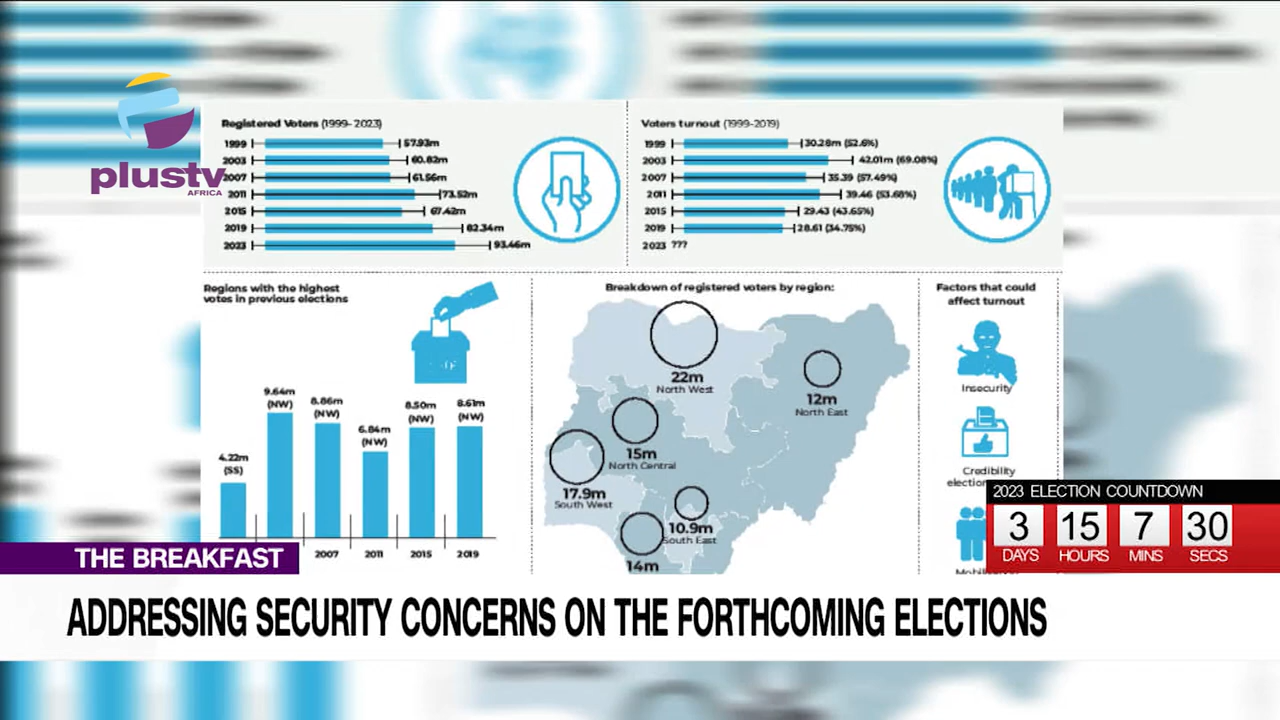 plustv
AFRICA
Registered Voters (1999- 2023)
1999 57.93m
2003 60.82m
2007 61.56m
2011 73.52m
2015 67.42m
2019 82.34m
2023 93.46m
Voters turnout (1999-2019)
1999 30.28m (52.6%)
2003 42.01m (69.08%)
2007 35.39 (57.49%)
2011 39.46 (53.68%)
2015 29.43 (43.65%)
2019 28.61 (34.75%)
2023 ???
Regions with the highest
votes in previous elections
4.22m
(SS)
9.64m
(NW)
8.86m
(NW)
6.84m
(NW)
8.50m
(NW)
8.61m
(NW)
2007 2011 2015 2019
Breakdown of registered voters by region:
22m
North West
12m
North East
15m
North Central
17.9m
South West
10.9m
South East
14m
Factors that could
affect turnout
Insecurity
Credibility
election
2023 ELECTION COUNTDOWN
3 15 7 30
DAYS HOURS MINS SECS
THE BREAKFAST
ADDRESSING SECURITY CONCERNS ON THE FORTHCOMING ELECTIONS